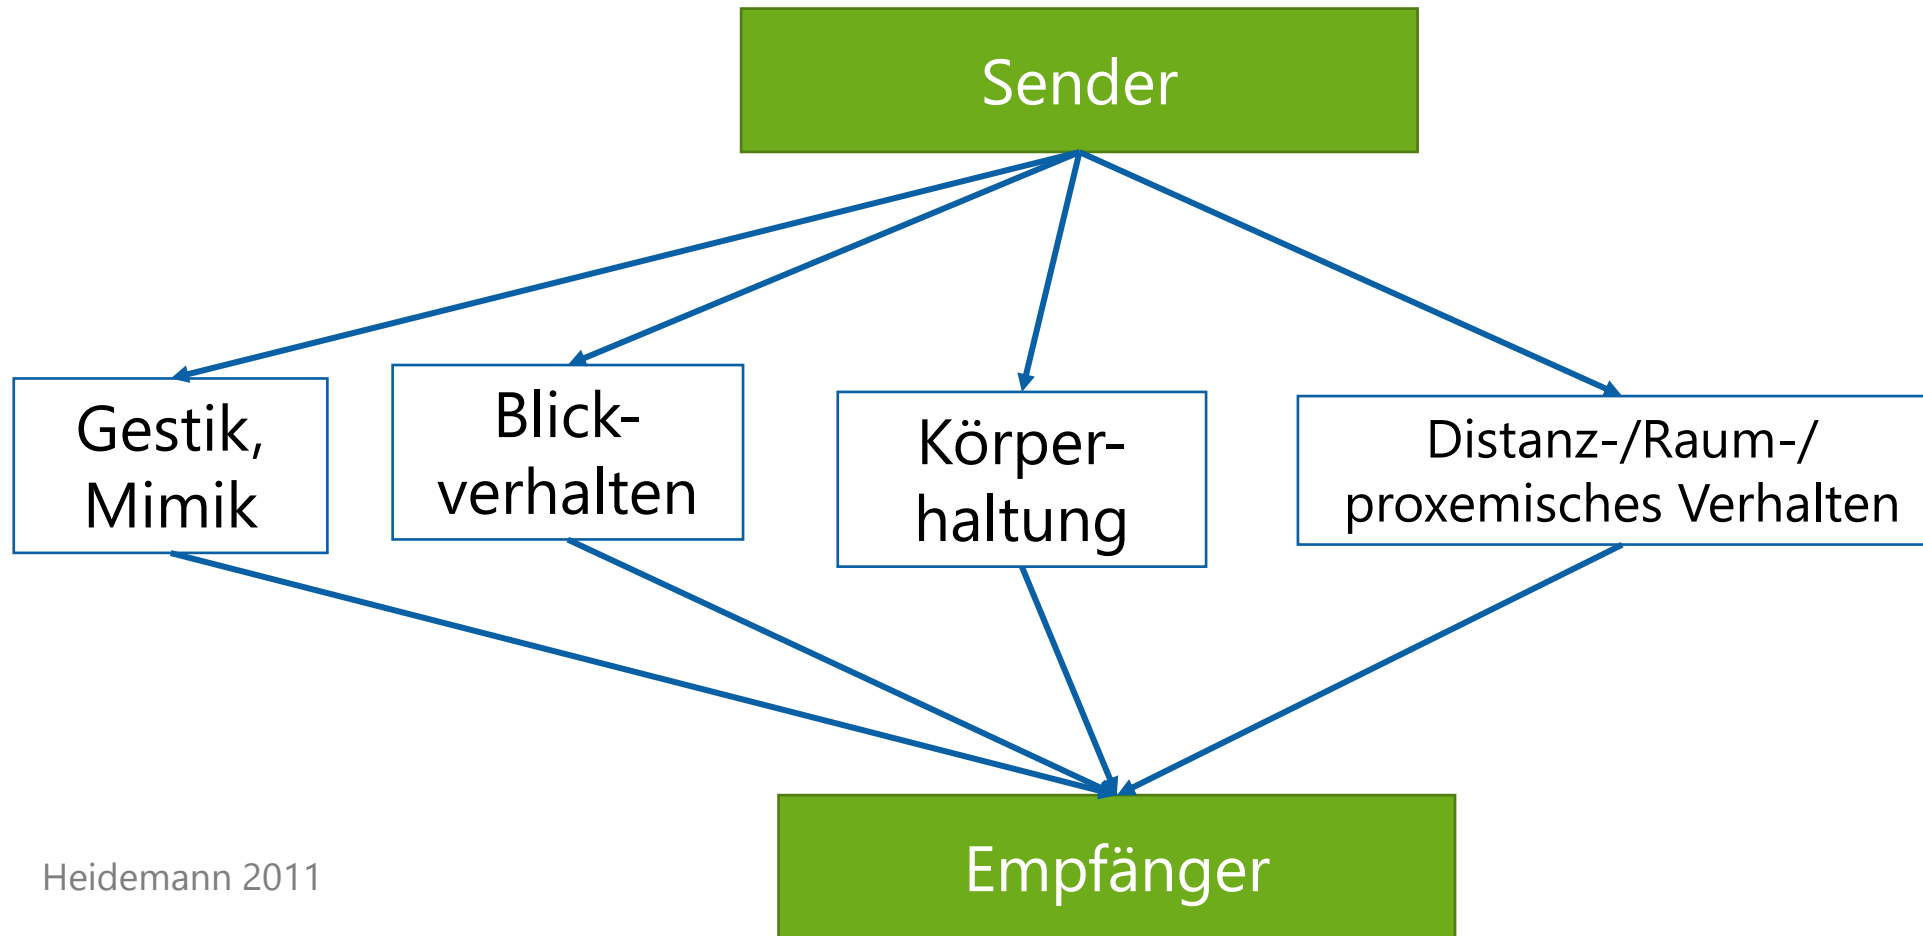 Sender
Gestik,
Mimik
Blick-
verhalten
Körper-
haltung
Distanz-/Raum-/
proxemisches Verhalten
Empfänger
Heidemann 2011